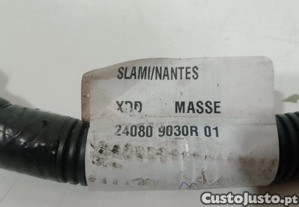 SLAMI/NANTES
XDD MASSE
24080 9030R 01
CustoJusto.pt